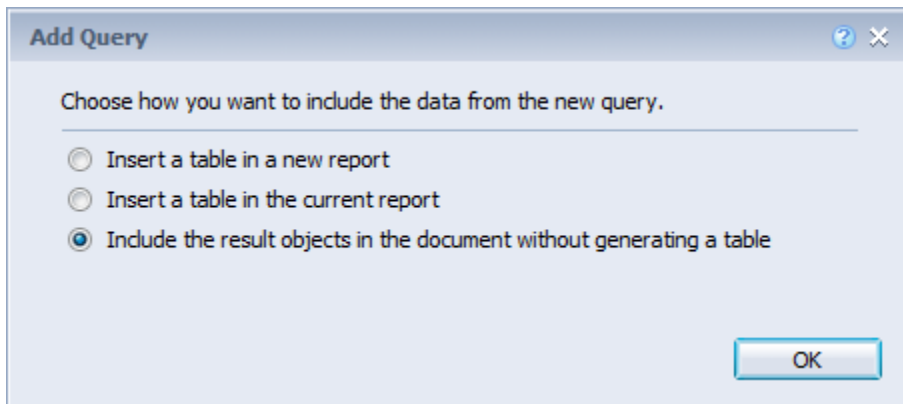 Add Query
Choose how you want to include the data from the new query.
Insert a table in a new report
Insert a table in the current report
Include the result objects in the document without generating a table
OK